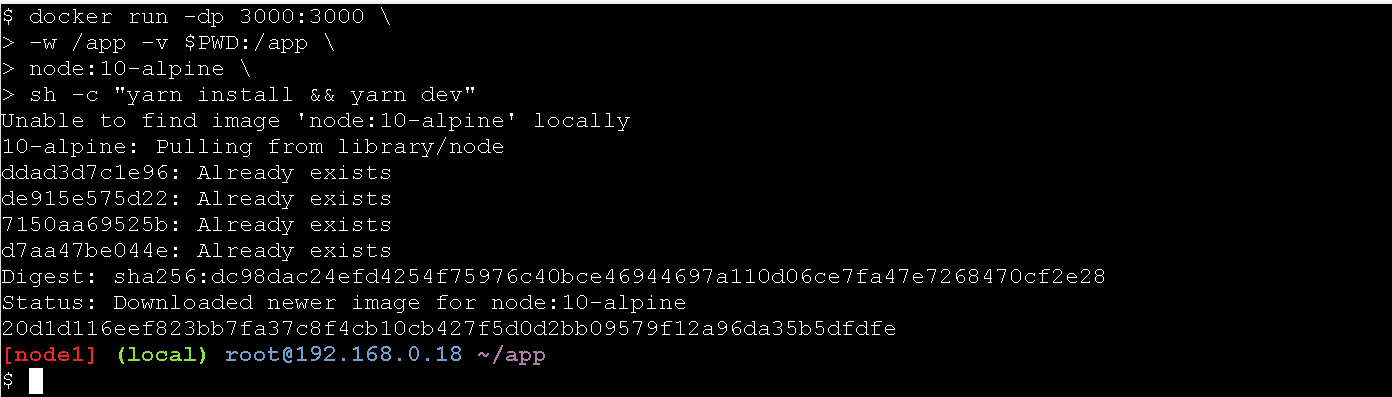 $ docker run -dp 3000:3000 \
> -w /app -v $PWD:/app \
> node:10-alpine \
> sh -c "yarn install && yarn dev"
Unable to find image 'node:10-alpine' locally
10-alpine: Pulling from library/node
ddad3d7c1e96: Already exists
de915e575d22: Already exists
7150aa69525b: Already exists
d7aa47be044e: Already exists
Digest: sha256:dc98dac24efd4254f75976c40bce46944697a110d06ce7fa47e7268470cf2e28
Status: Downloaded newer image for node:10-alpine
20d1d116eef823bb7fa37c8f4cb10cb427f5d0d2bb09579f12a96da35b5dfdfe
[node1] (local) root@192.168.0.18 ~/app
$